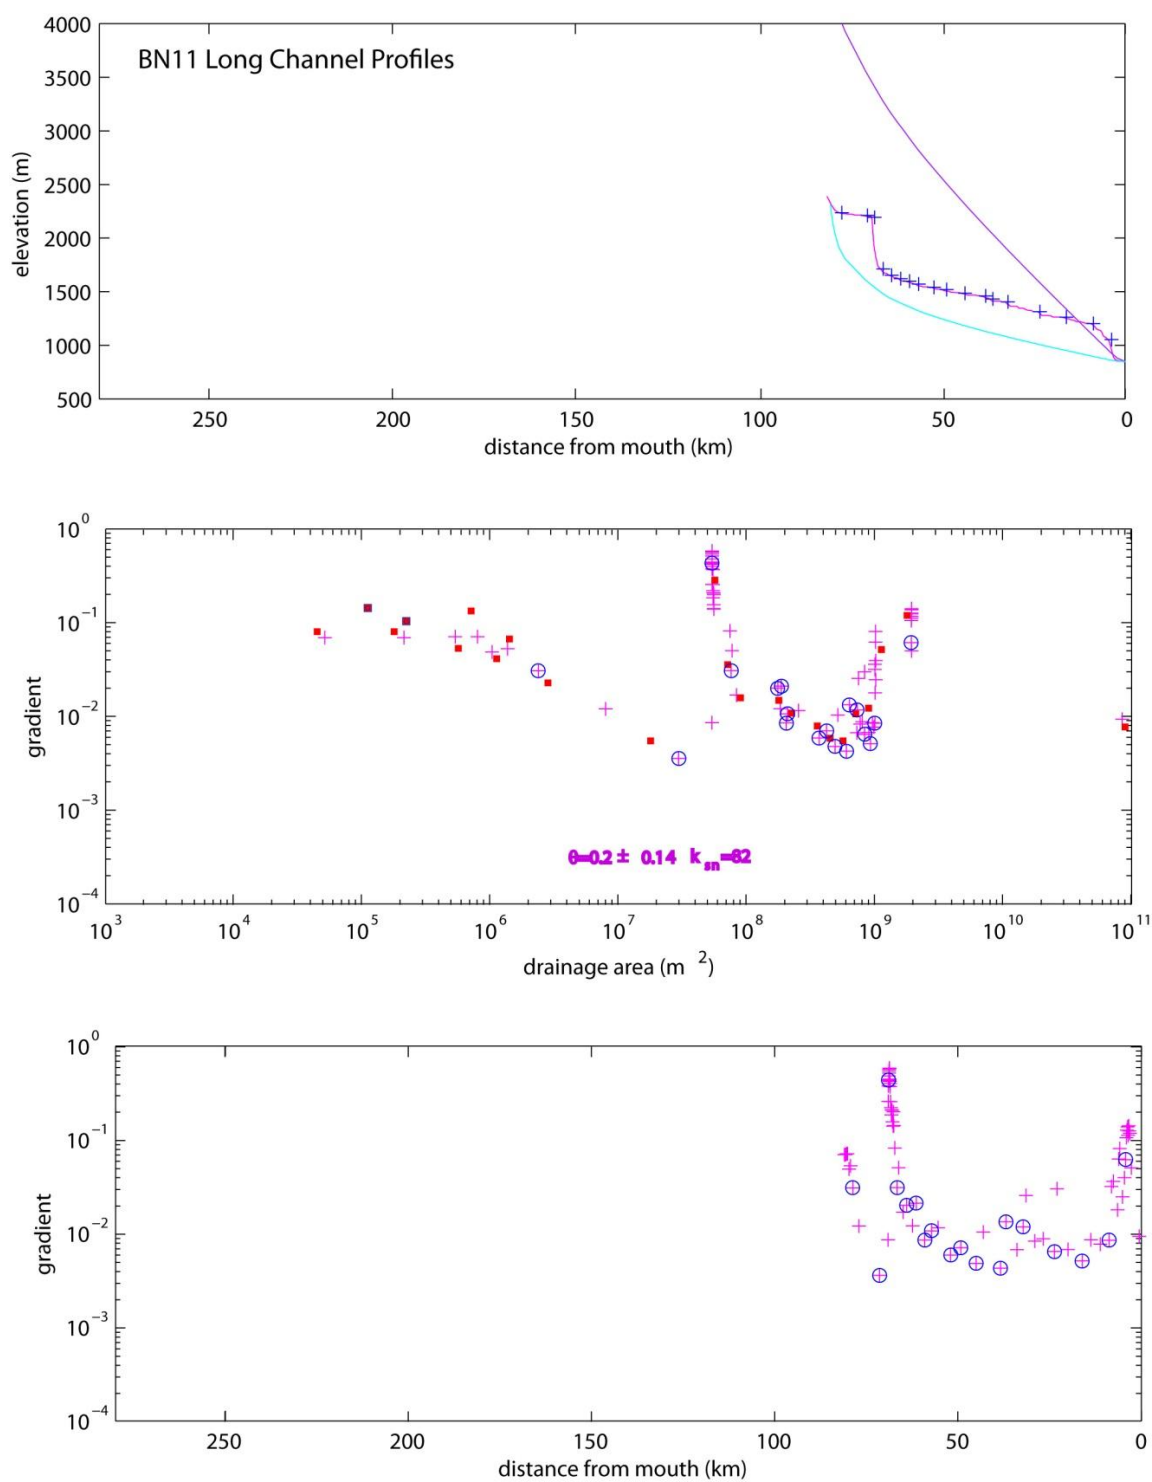 BN11 Long Channel Profiles
4000
3500
3000
2500
2000
1500
1000
500
elevation (m)
250 200 150 100 50 0
distance from mouth (km)
10^0
10^-1
10^-2
10^-3
10^-4
gradient
θ=0.2 ± 0.14 k_sn=82
10^3 10^4 10^5 10^6 10^7 10^8 10^9 10^10 10^11
drainage area (m ^2)
10^0
10^-1
10^-2
10^-3
10^-4
gradient
250 200 150 100 50 0
distance from mouth (km)